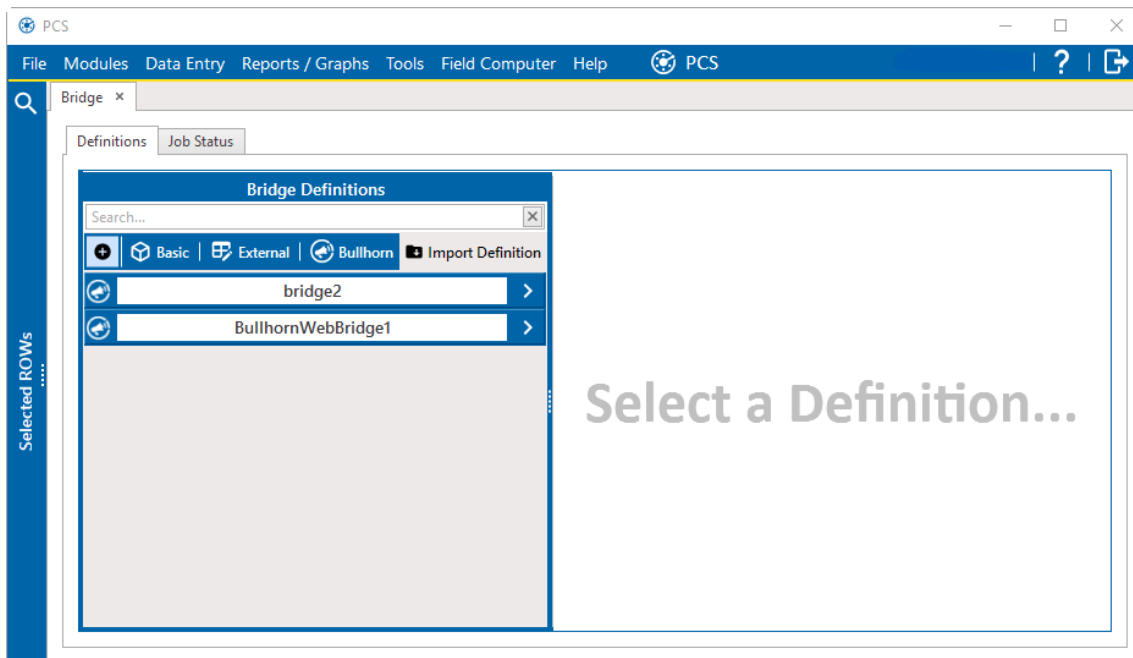 PCS
File Modules Data Entry Reports / Graphs Tools Field Computer Help PCS ?
Bridge
Definitions Job Status
Bridge Definitions
Search...
Basic External Bullhorn Import Definition
bridge2
BullhornWebBridge1
Selected ROWs
Select a Definition...